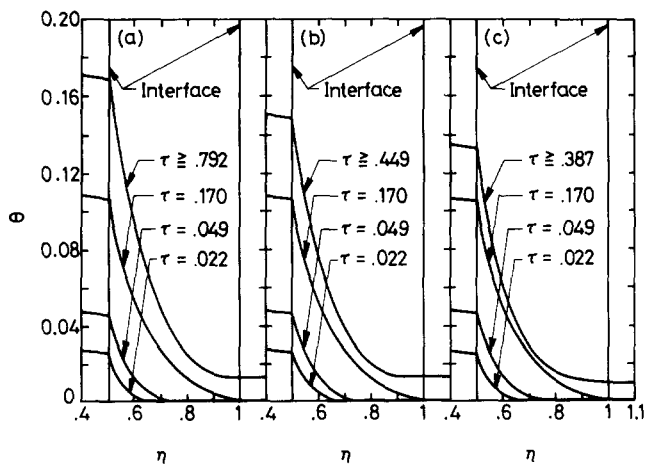 0.20
0.16
0.12
0.08
0.04
0
θ
(a)
Interface
τ ≧ .792
τ = .170
τ = .049
τ = .022
(b)
Interface
τ ≧ .449
τ = .170
τ = .049
τ = .022
(c)
Interface
τ ≧ .387
τ = .170
τ = .049
τ = .022
.4 .6 .8 1 .4 .6 .8 1 .4 .6 .8 1 1.1
η η η